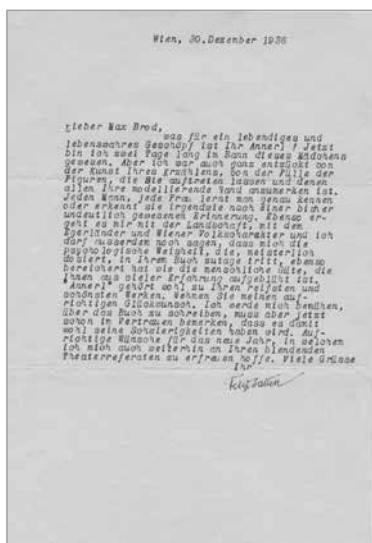 Wien, 30.Dezember 1936
Lieber Max Brod,
was für ein lebendiges und
lebenswahres Geschöpf ist Ihr Annerl ! Jetzt
bin ich zwei Tage lang im Bann dieses Mädchens
gewesen. Aber ich war auch ganz entzückt von
der Kunst Ihres Erzählens, von der Fülle der
Figuren, die Sie auftreten lassen und denen
allen Ihre modellierende Hand anzumerken ist.
Jeden Mann, jede Frau lernt man genau kennen
oder erkennt sie irgendwie nach einer bisher
undeutlich gewesenen Erinnerung. Ebenso er-
geht es mir mit der Landschaft, mit dem
Egerländer und Wiener Volkscharakter und ich
darf ausserdem noch sagen, dass mich die
psychologische Weisheit, die, meisterlich
dosiert, in Ihrem Buch zutage tritt, ebenso
bereichert hat wie die menschliche Güte, die
Ihnen aus vieler Erfahrung aufgeblüht ist.
"Annerl" gehört wohl zu Ihren reifsten und
schönsten Werken. Nehmen Sie meinen auf-
richtigen Glückwunsch. Ich werde mich bemühen,
über das Buch zu schreiben, muss aber jetzt
schon im Vertrauen bemerken, dass es damit
wohl seine Schwierigkeiten haben wird. Auf-
richtige Wünsche für das neue Jahr, in welchem
ich mich auch weiterhin an Ihren blendenden
Theaterreferaten zu erfreuen hoffe. Viele Grüsse
Ihr
Felix Salten